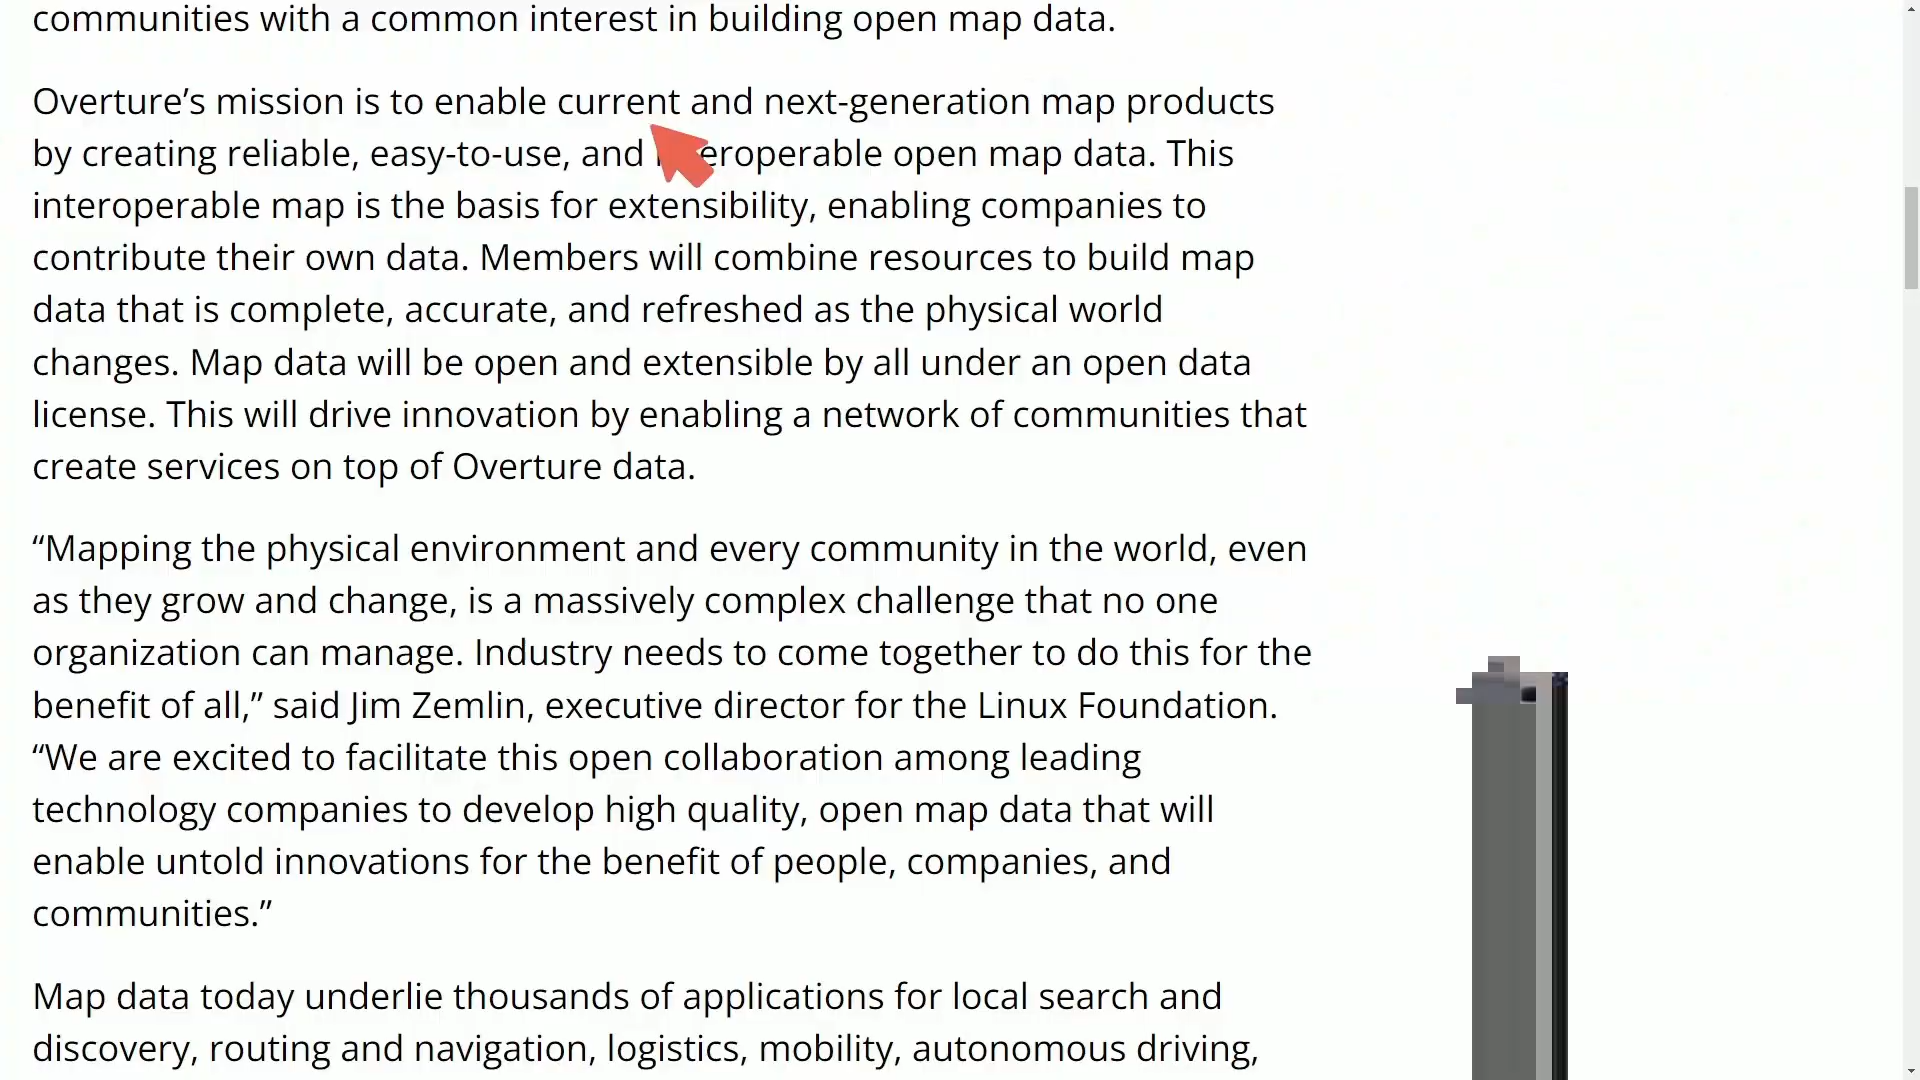 communities with a common interest in building open map data.
Overture’s mission is to enable current and next-generation map products
by creating reliable, easy-to-use, and interoperable open map data. This
interoperable map is the basis for extensibility, enabling companies to
contribute their own data. Members will combine resources to build map
data that is complete, accurate, and refreshed as the physical world
changes. Map data will be open and extensible by all under an open data
license. This will drive innovation by enabling a network of communities that
create services on top of Overture data.
“Mapping the physical environment and every community in the world, even
as they grow and change, is a massively complex challenge that no one
organization can manage. Industry needs to come together to do this for the
benefit of all,” said Jim Zemlin, executive director for the Linux Foundation.
“We are excited to facilitate this open collaboration among leading
technology companies to develop high quality, open map data that will
enable untold innovations for the benefit of people, companies, and
communities.”
Map data today underlie thousands of applications for local search and
discovery, routing and navigation, logistics, mobility, autonomous driving,